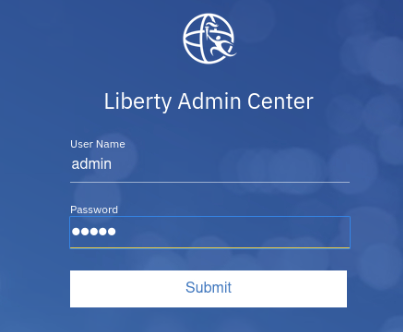 Liberty Admin Center
User Name
admin
Password
•••••
Submit